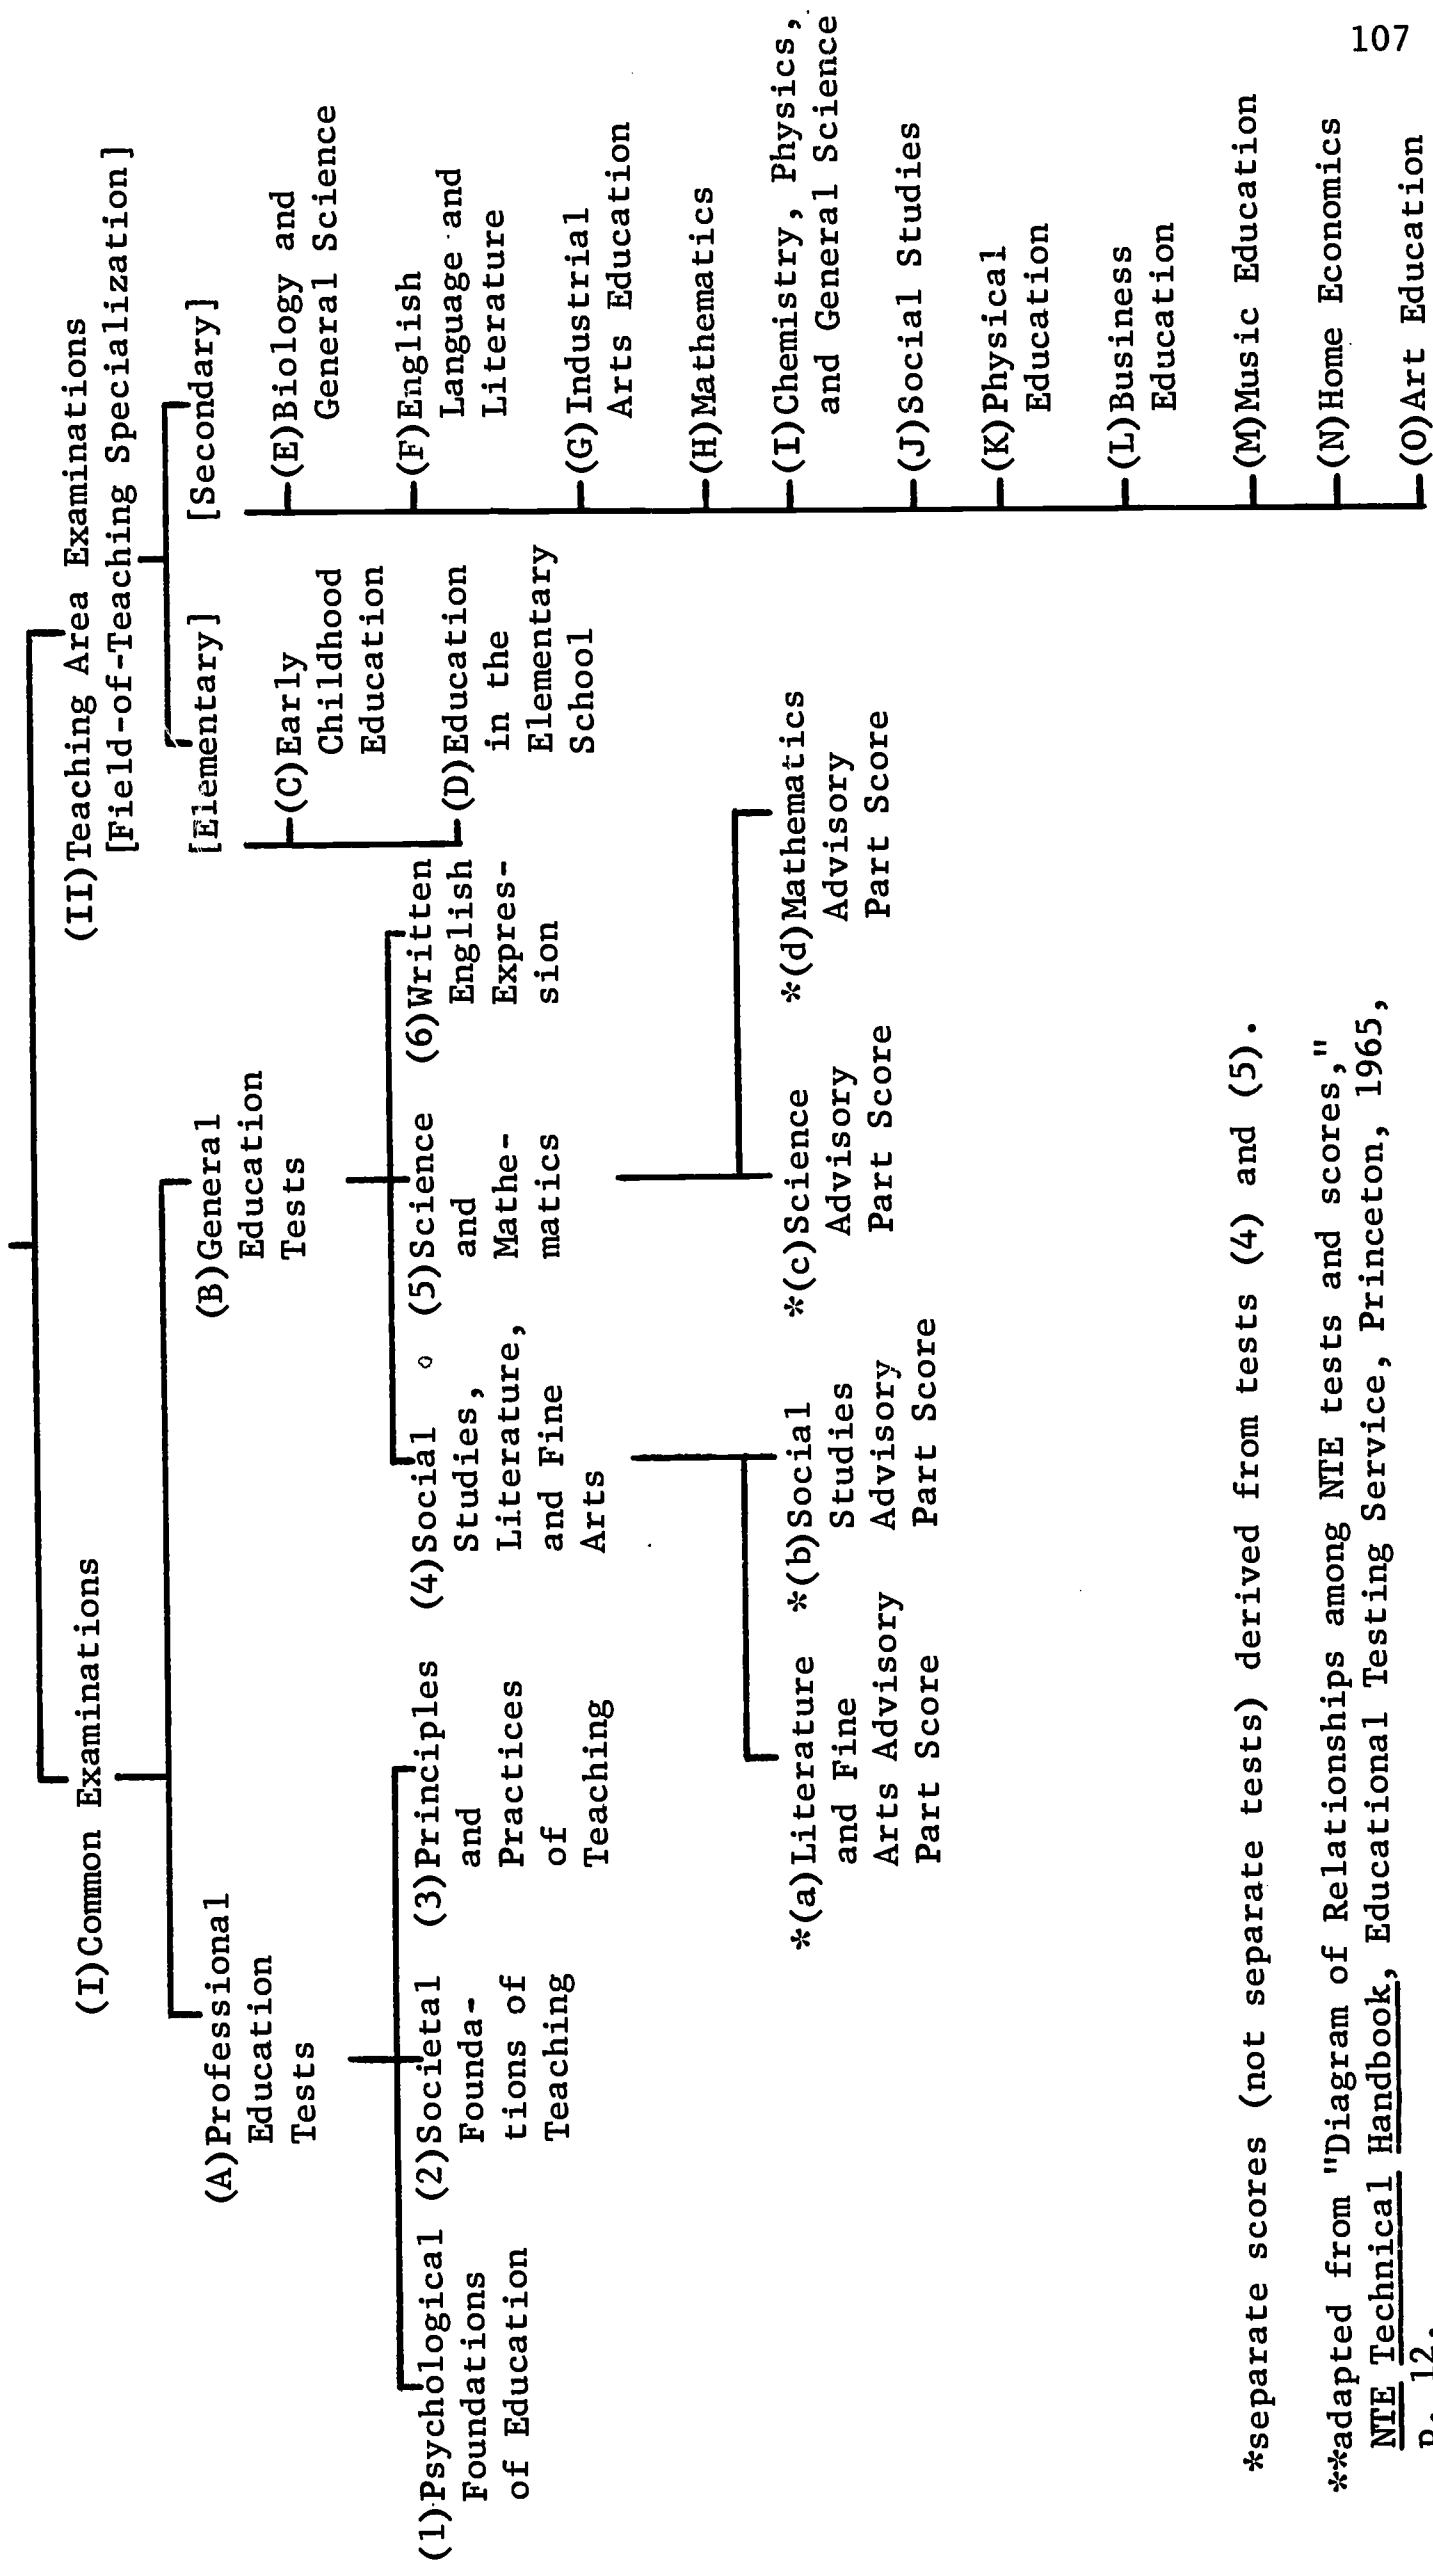 107
(I)Common Examinations
(A)Professional
Education
Tests
(1)Psychological
Foundations
of Education
(2)Societal
Founda-
tions of
Teaching
(3)Principles
and
Practices
of
Teaching
(B)General
Education
Tests
(4)Social
Studies,
Literature,
and Fine
Arts
(5)Science
and
Mathe-
matics
(6)Written
English
Expres-
sion
*(a)Literature
and Fine
Arts Advisory
Part Score
*(b)Social
Studies
Advisory
Part Score
*(c)Science
Advisory
Part Score
*(d)Mathematics
Advisory
Part Score
(II)Teaching Area Examinations
[Field-of-Teaching Specialization]
[Elementary]
(C)Early
Childhood
Education
(D)Education
in the
Elementary
School
[Secondary]
(E)Biology and
General Science
(F)English
Language and
Literature
(G)Industrial
Arts Education
(H)Mathematics
(I)Chemistry, Physics,
and General Science
(J)Social Studies
(K)Physical
Education
(L)Business
Education
(M)Music Education
(N)Home Economics
(O)Art Education
*separate scores (not separate tests) derived from tests (4) and (5).
**adapted from "Diagram of Relationships among NTE tests and scores,"
NTE Technical Handbook, Educational Testing Service, Princeton, 1965,
P. 12.